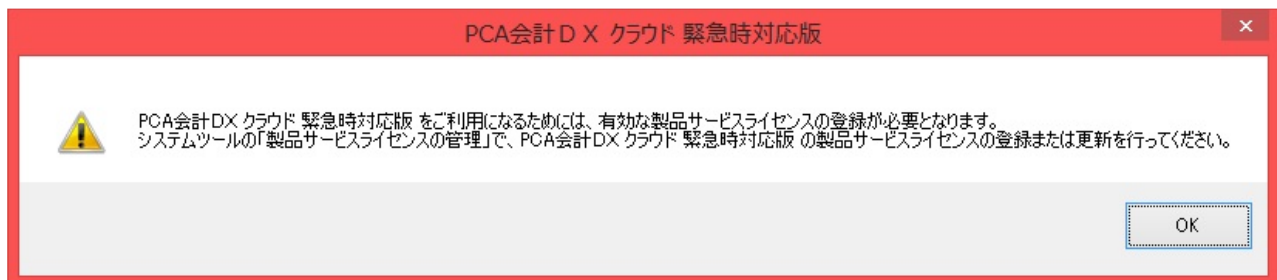 PCA会計ＤＸ クラウド 緊急時対応版
PCA会計DX クラウド 緊急時対応版 をご利用になるためには、有効な製品サービスライセンスの登録が必要となります。
システムツールの「製品サービスライセンスの管理」で、PCA会計DX クラウド 緊急時対応版 の製品サービスライセンスの登録または更新を行ってください。
OK